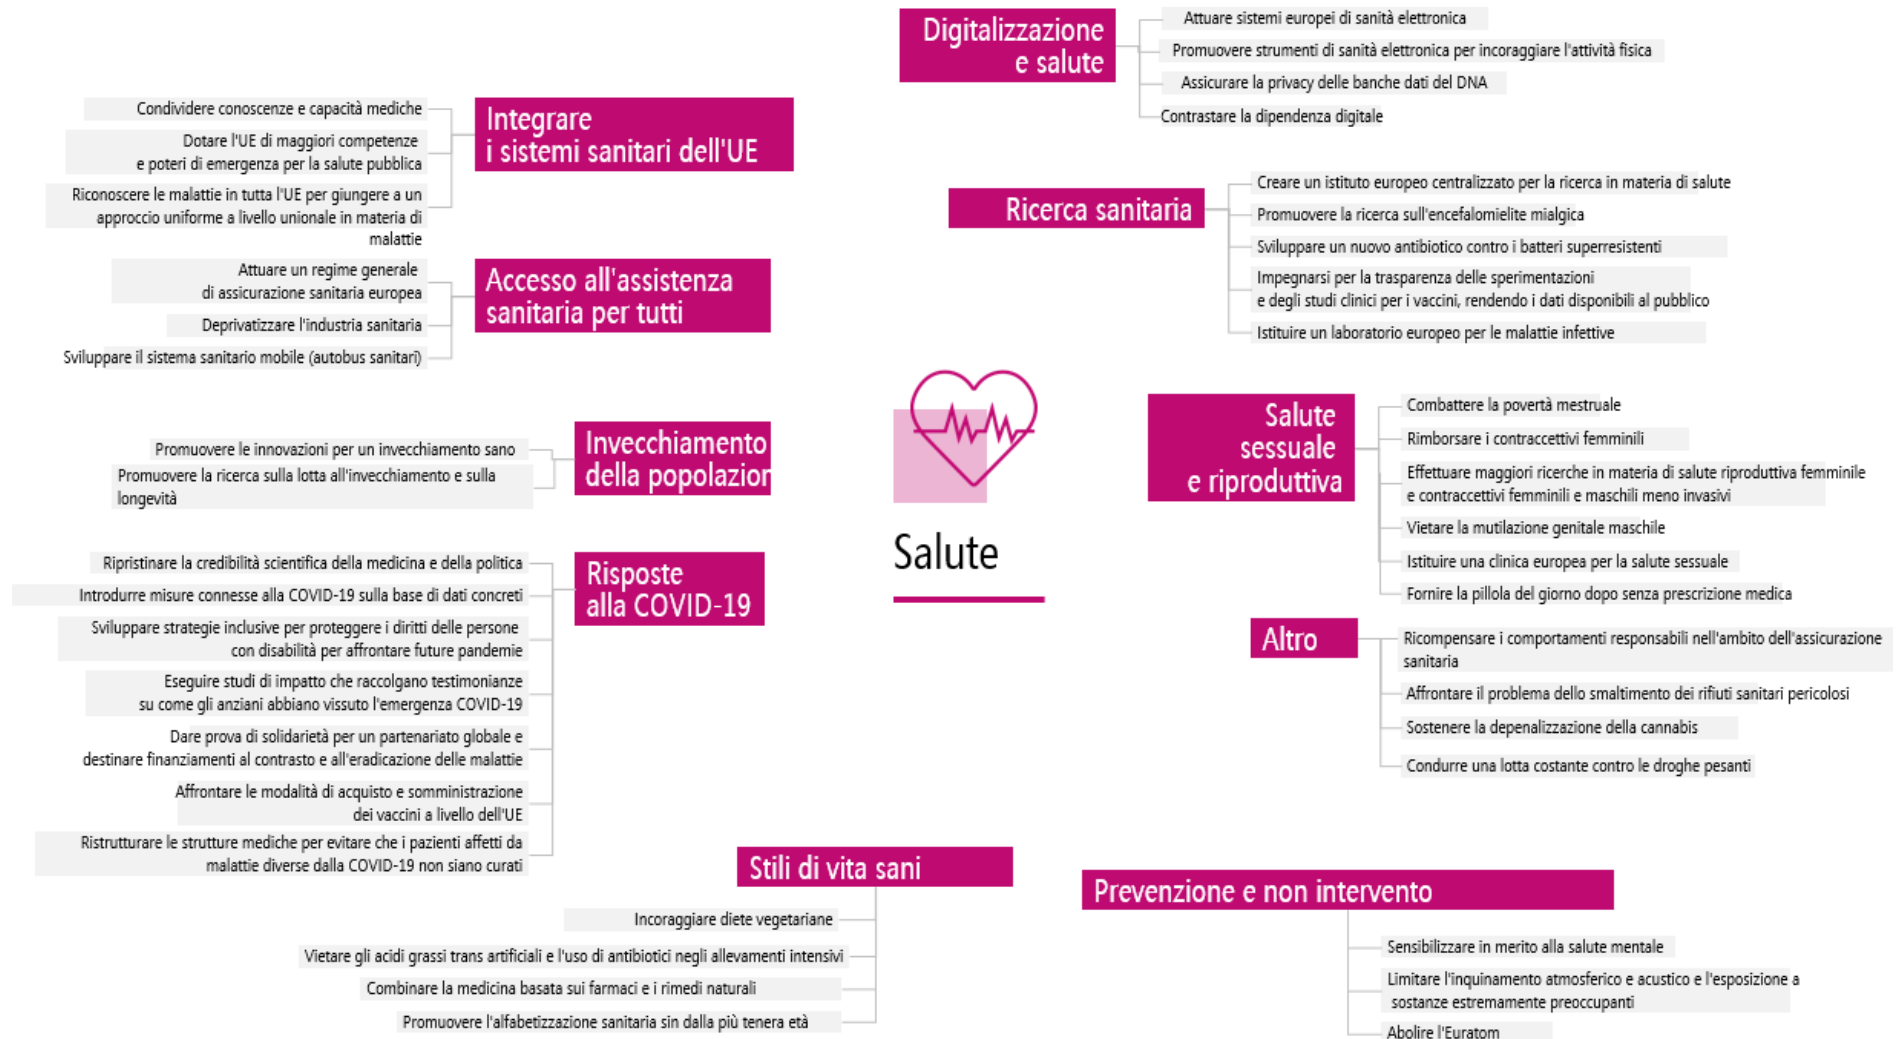 Digitalizzazione
e salute
Attuare sistemi europei di sanità elettronica
Promuovere strumenti di sanità elettronica per incoraggiare l'attività fisica
Assicurare la privacy delle banche dati del DNA
Contrastare la dipendenza digitale
Integrare
i sistemi sanitari dell'UE
Condividere conoscenze e capacità mediche
Dotare l'UE di maggiori competenze
e poteri di emergenza per la salute pubblica
Riconoscere le malattie in tutta l'UE per giungere a un
approccio uniforme a livello unionale in materia di
malattie
Ricerca sanitaria
Creare un istituto europeo centralizzato per la ricerca in materia di salute
Promuovere la ricerca sull'encefalomielite mialgica
Sviluppare un nuovo antibiotico contro i batteri superresistenti
Impegnarsi per la trasparenza delle sperimentazioni
e degli studi clinici per i vaccini, rendendo i dati disponibili al pubblico
Istituire un laboratorio europeo per le malattie infettive
Accesso all'assistenza
sanitaria per tutti
Attuare un regime generale
di assicurazione sanitaria europea
Deprivatizzare l'industria sanitaria
Sviluppare il sistema sanitario mobile (autobus sanitari)
Invecchiamento
della popolazion
Promuovere le innovazioni per un invecchiamento sano
Promuovere la ricerca sulla lotta all'invecchiamento e sulla
longevità
Salute
Salute
sessuale
e riproduttiva
Combattere la povertà mestruale
Rimborsare i contraccettivi femminili
Effettuare maggiori ricerche in materia di salute riproduttiva femminile
e contraccettivi femminili e maschili meno invasivi
Vietare la mutilazione genitale maschile
Istituire una clinica europea per la salute sessuale
Fornire la pillola del giorno dopo senza prescrizione medica
Risposte
alla COVID-19
Ripristinare la credibilità scientifica della medicina e della politica
Introdurre misure connesse alla COVID-19 sulla base di dati concreti
Sviluppare strategie inclusive per proteggere i diritti delle persone
con disabilità per affrontare future pandemie
Eseguire studi di impatto che raccolgano testimonianze
su come gli anziani abbiano vissuto l'emergenza COVID-19
Dare prova di solidarietà per un partenariato globale e
destinare finanziamenti al contrasto e all'eradicazione delle malattie
Affrontare le modalità di acquisto e somministrazione
dei vaccini a livello dell'UE
Ristrutturare le strutture mediche per evitare che i pazienti affetti da
malattie diverse dalla COVID-19 non siano curati
Altro
Ricompensare i comportamenti responsabili nell'ambito dell'assicurazione
sanitaria
Affrontare il problema dello smaltimento dei rifiuti sanitari pericolosi
Sostenere la depenalizzazione della cannabis
Condurre una lotta costante contro le droghe pesanti
Stili di vita sani
Incoraggiare diete vegetariane
Vietare gli acidi grassi trans artificiali e l'uso di antibiotici negli allevamenti intensivi
Combinare la medicina basata sui farmaci e i rimedi naturali
Promuovere l'alfabetizzazione sanitaria sin dalla più tenera età
Prevenzione e non intervento
Sensibilizzare in merito alla salute mentale
Limitare l'inquinamento atmosferico e acustico e l'esposizione a
sostanze estremamente preoccupanti
Abolire l'Euratom